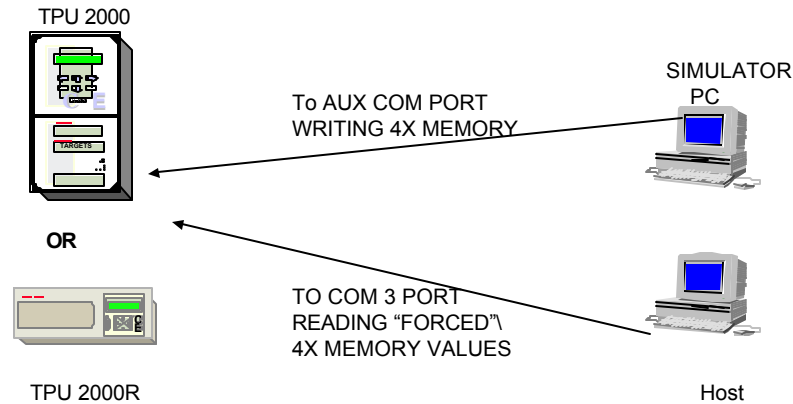 TPU 2000
SIMULATOR
PC
To AUX COM PORT
WRITING 4X MEMORY
TARGETS
C E
OR
TO COM 3 PORT
READING “FORCED”\
4X MEMORY VALUES
C
E
TPU 2000R
Host